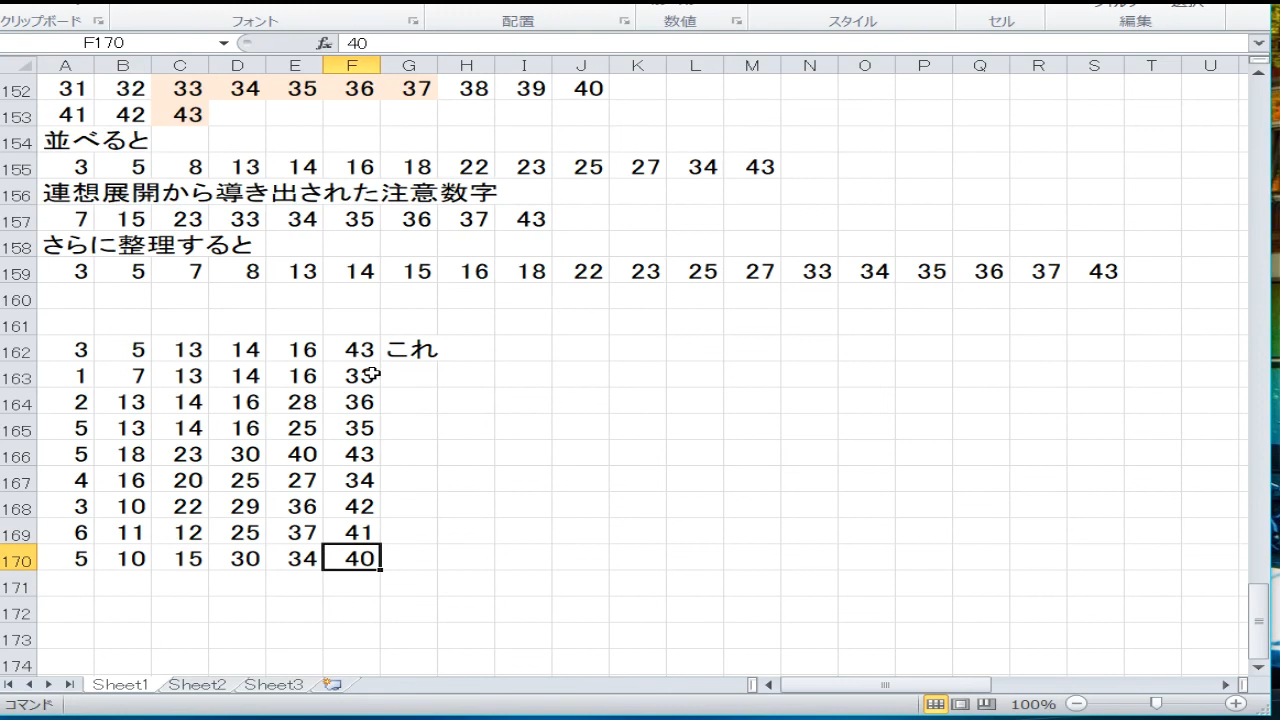 クリップボード フォント 配置 数値 スタイル セル 編集
F170 fx 40
A B C D E F G H I J K L M N O P Q R S T U
152 31 32 33 34 35 36 37 38 39 40
153 41 42 43
154 並べると
155 3 5 8 13 14 16 18 22 23 25 27 34 43
156 連想展開から導き出された注意数字
157 7 15 23 33 34 35 36 37 43
158 さらに整理すると
159 3 5 7 8 13 14 15 16 18 22 23 25 27 33 34 35 36 37 43
160
161
162 3 5 13 14 16 43 これ
163 1 7 13 14 16 33
164 2 13 14 16 28 36
165 5 13 14 16 25 35
166 5 18 23 30 40 43
167 4 16 20 25 27 34
168 3 10 22 29 36 42
169 6 11 12 25 37 41
170 5 10 15 30 34 40
171
172
173
174
Sheet1 Sheet2 Sheet3
コマンド 100%